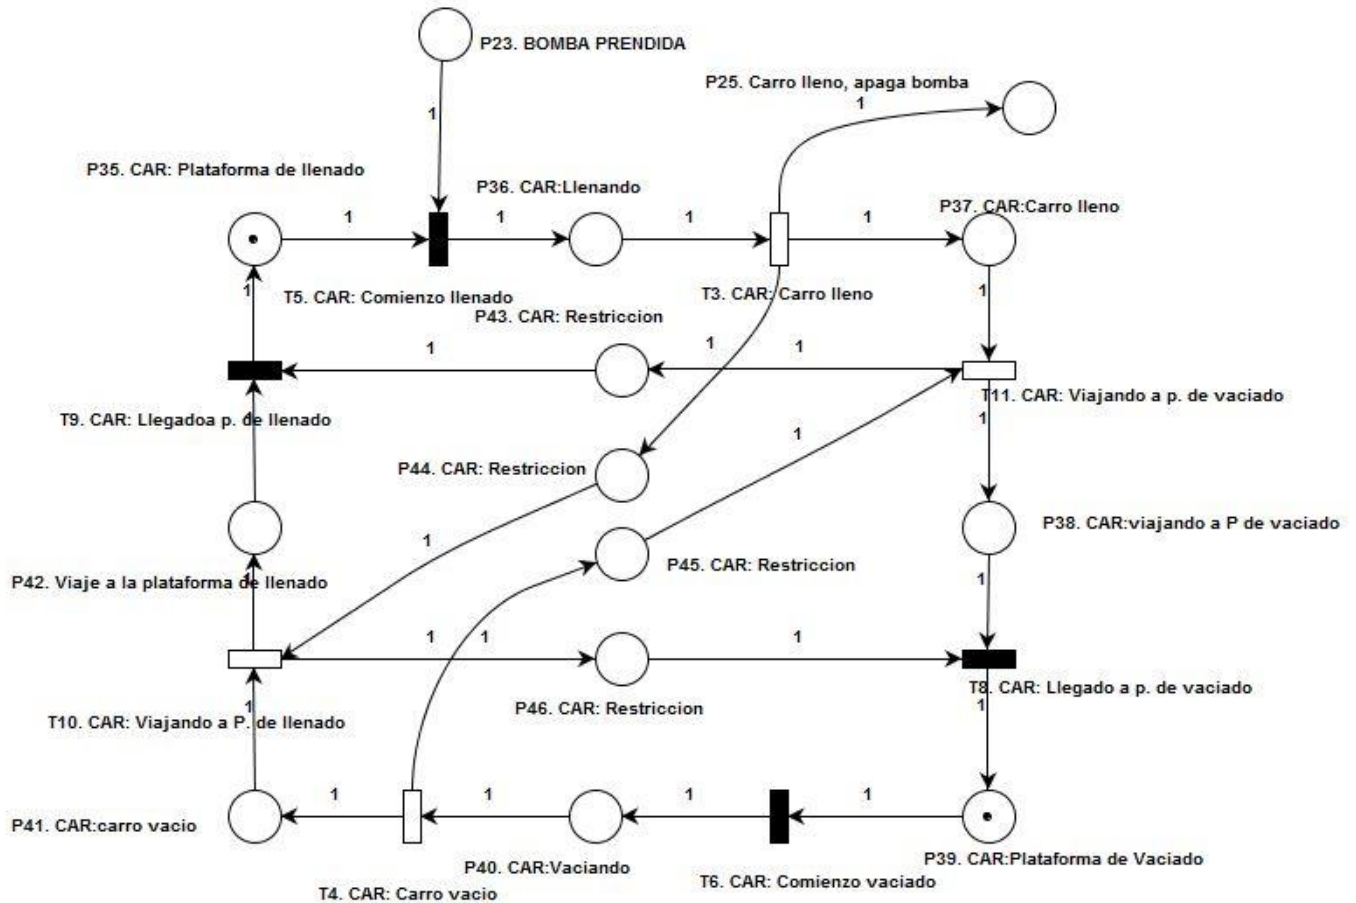 P23. BOMBA PRENDIDA
P25. Carro lleno, apaga bomba
1
1
P35. CAR: Plataforma de llenado
P36. CAR:Llenando
P37. CAR:Carro lleno
1
1
1
1
1
T5. CAR: Comienzo llenado
T3. CAR: Carro lleno
1
P43. CAR: Restriccion
1
1
1
T9. CAR: Llegadoa p. de llenado
1
T11. CAR: Viajando a p. de vaciado
1
1
P44. CAR: Restriccion
P38. CAR:viajando a P de vaciado
1
P45. CAR: Restriccion
P42. Viaje a la plataforma de llenado
1
1
1
1
1
T10. CAR: Viajando a P. de llenado
1
P46. CAR: Restriccion
T8. CAR: Llegado a p. de vaciado
1
1
1
1
1
P41. CAR:carro vacio
P40. CAR:Vaciando
P39. CAR:Plataforma de Vaciado
T4. CAR: Carro vacio
T6. CAR: Comienzo vaciado